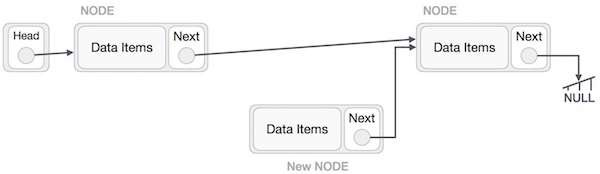 NODE
NODE
Head
Data Items
Next
Data Items
Next
NULL
Data Items
Next
New NODE